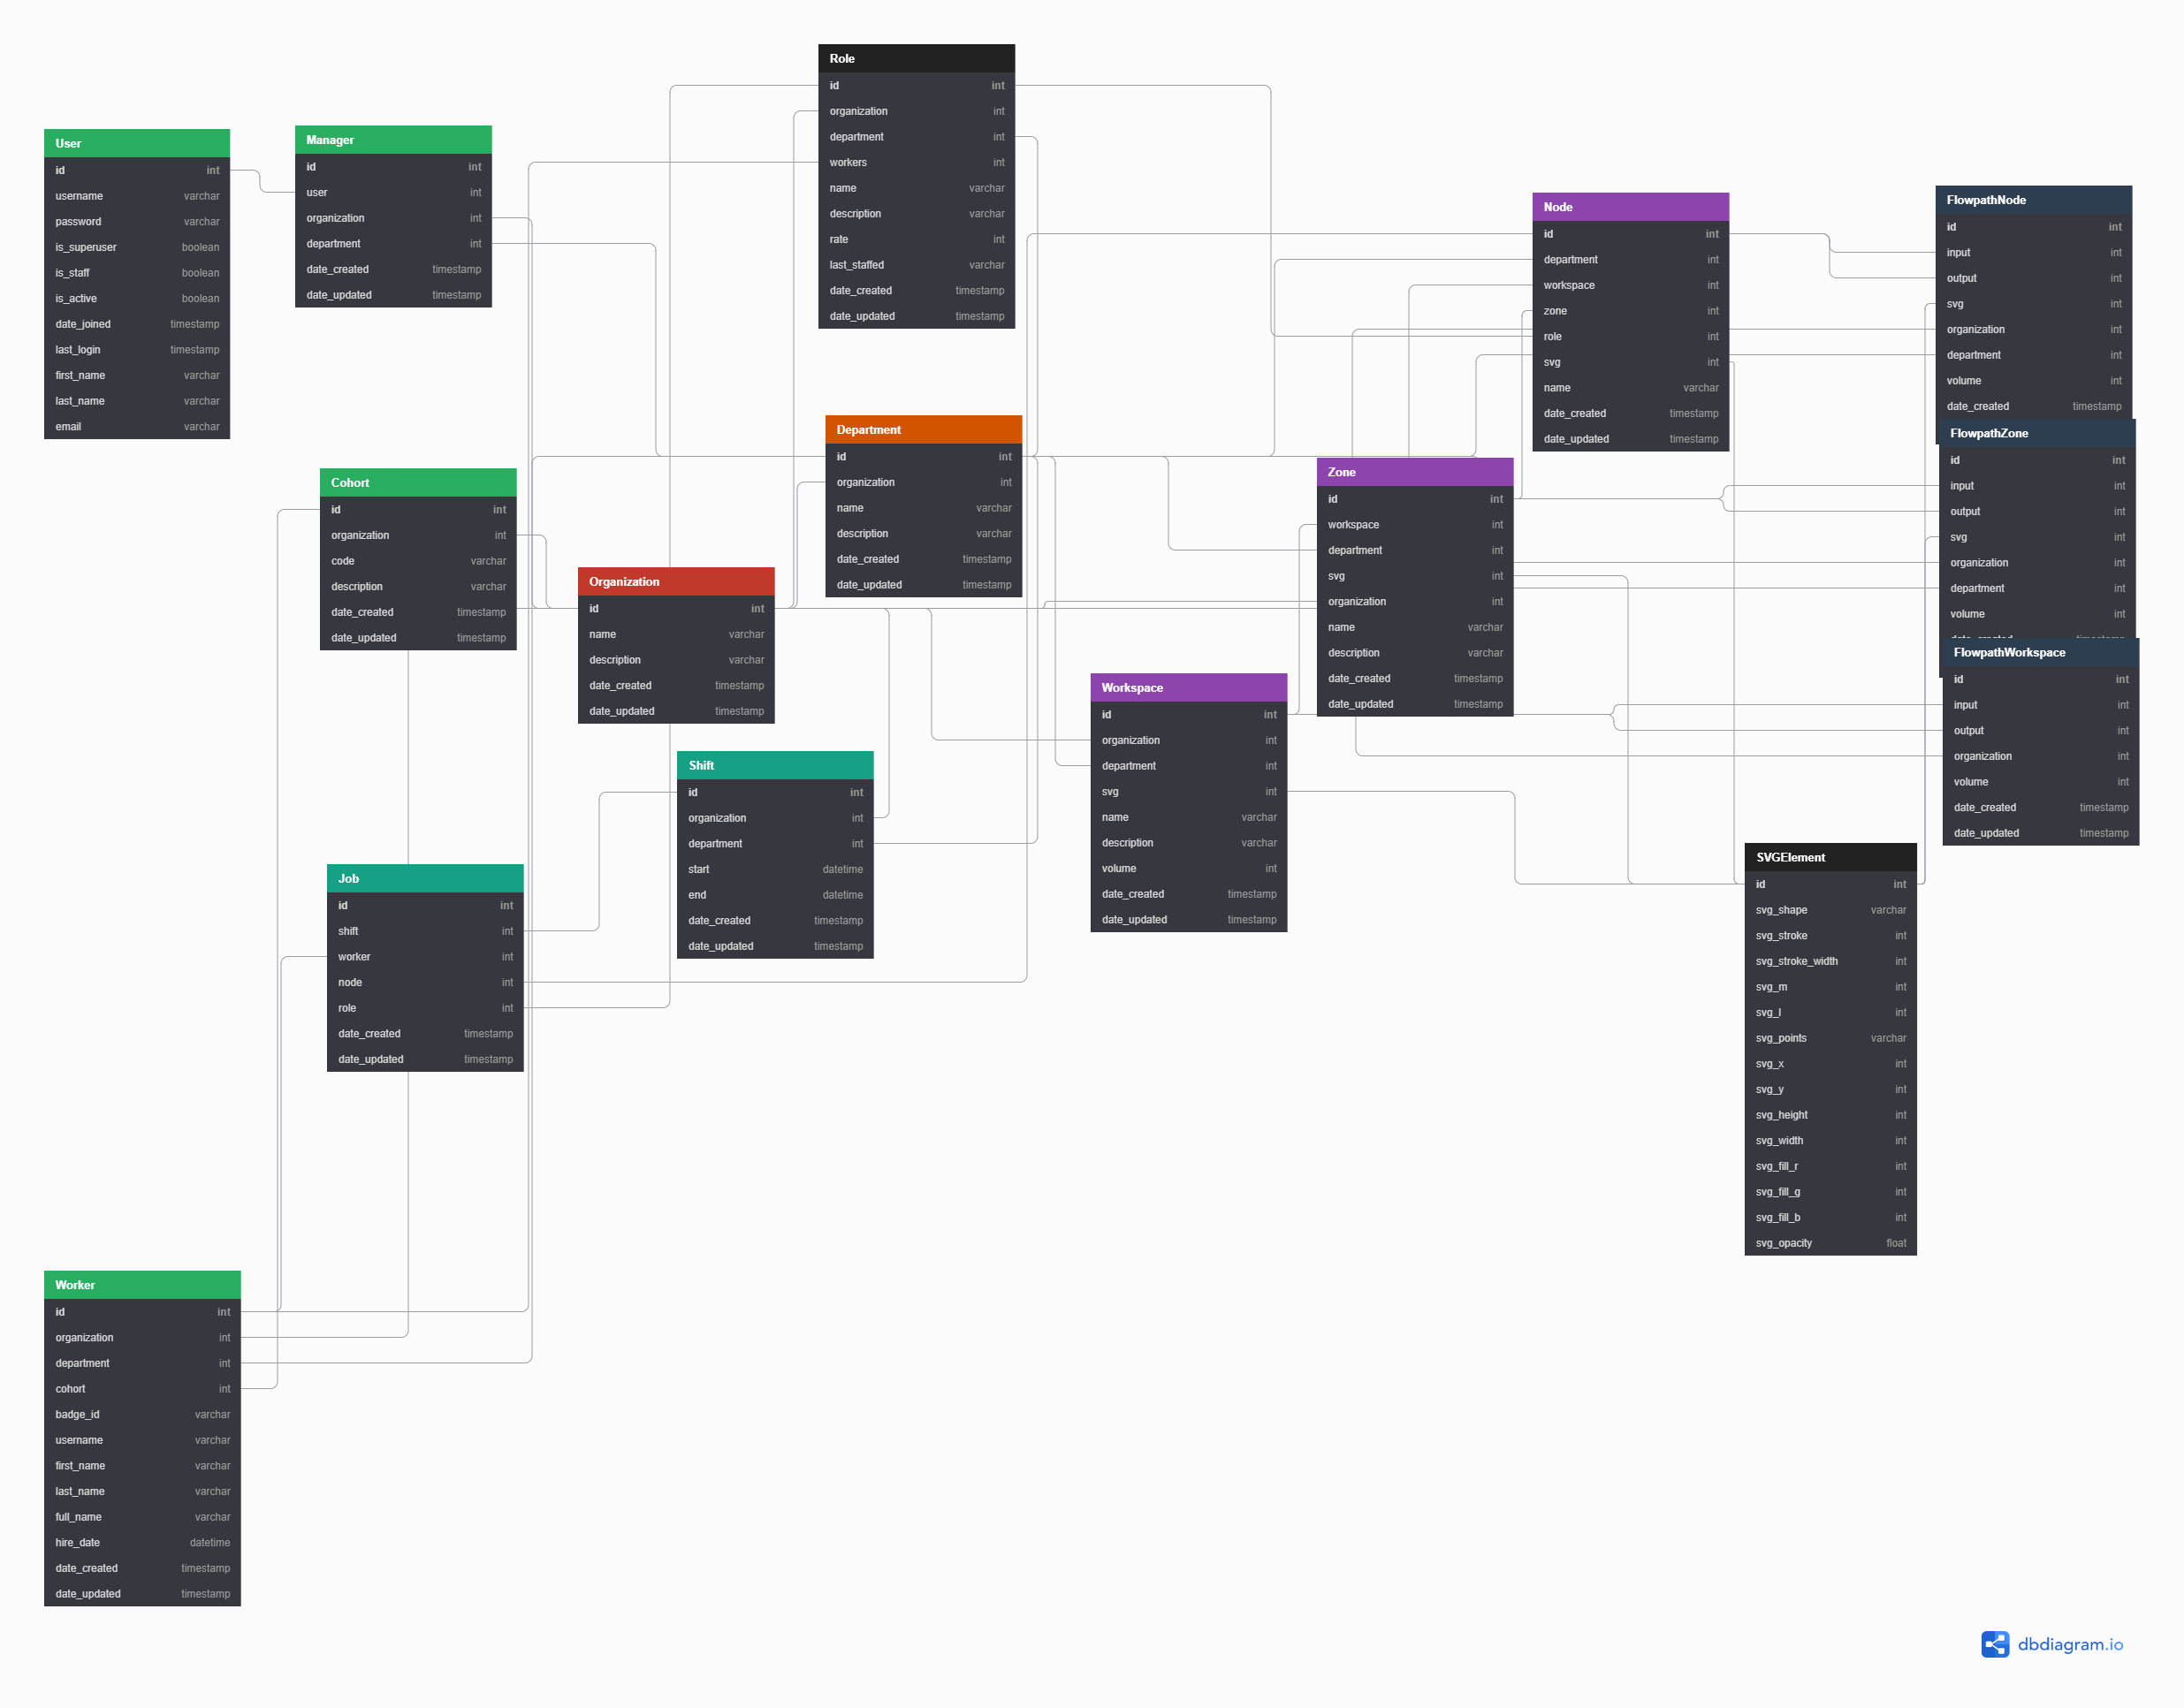 Role
id int
organization int
department int
workers int
name varchar
description varchar
rate int
last_staffed varchar
date_created timestamp
date_updated timestamp
User
id int
username varchar
password varchar
is_superuser boolean
is_staff boolean
is_active boolean
date_joined timestamp
last_login timestamp
first_name varchar
last_name varchar
email varchar
Manager
id int
user int
organization int
department int
date_created timestamp
date_updated timestamp
Node
id int
department int
workspace int
zone int
role int
svg int
name varchar
date_created timestamp
date_updated timestamp
FlowpathNode
id int
input int
output int
svg int
organization int
department int
volume int
date_created timestamp
FlowpathZone
id int
input int
output int
svg int
organization int
department int
volume int
FlowpathWorkspace
id int
input int
output int
organization int
volume int
date_created timestamp
date_updated timestamp
Department
id int
organization int
name varchar
description varchar
date_created timestamp
date_updated timestamp
Zone
id int
workspace int
department int
svg int
organization int
name varchar
description varchar
date_created timestamp
date_updated timestamp
Cohort
id int
organization int
code varchar
description varchar
date_created timestamp
date_updated timestamp
Organization
id int
name varchar
description varchar
date_created timestamp
date_updated timestamp
Workspace
id int
organization int
department int
svg int
name varchar
description varchar
volume int
date_created timestamp
date_updated timestamp
Shift
id int
organization int
department int
start datetime
end datetime
date_created timestamp
date_updated timestamp
Job
id int
shift int
worker int
node int
role int
date_created timestamp
date_updated timestamp
SVGElement
id int
svg_shape varchar
svg_stroke int
svg_stroke_width int
svg_m int
svg_l int
svg_points varchar
svg_x int
svg_y int
svg_height int
svg_width int
svg_fill_r int
svg_fill_g int
svg_fill_b int
svg_opacity float
Worker
id int
organization int
department int
cohort int
badge_id varchar
username varchar
first_name varchar
last_name varchar
full_name varchar
hire_date datetime
date_created timestamp
date_updated timestamp
dbdiagram.io